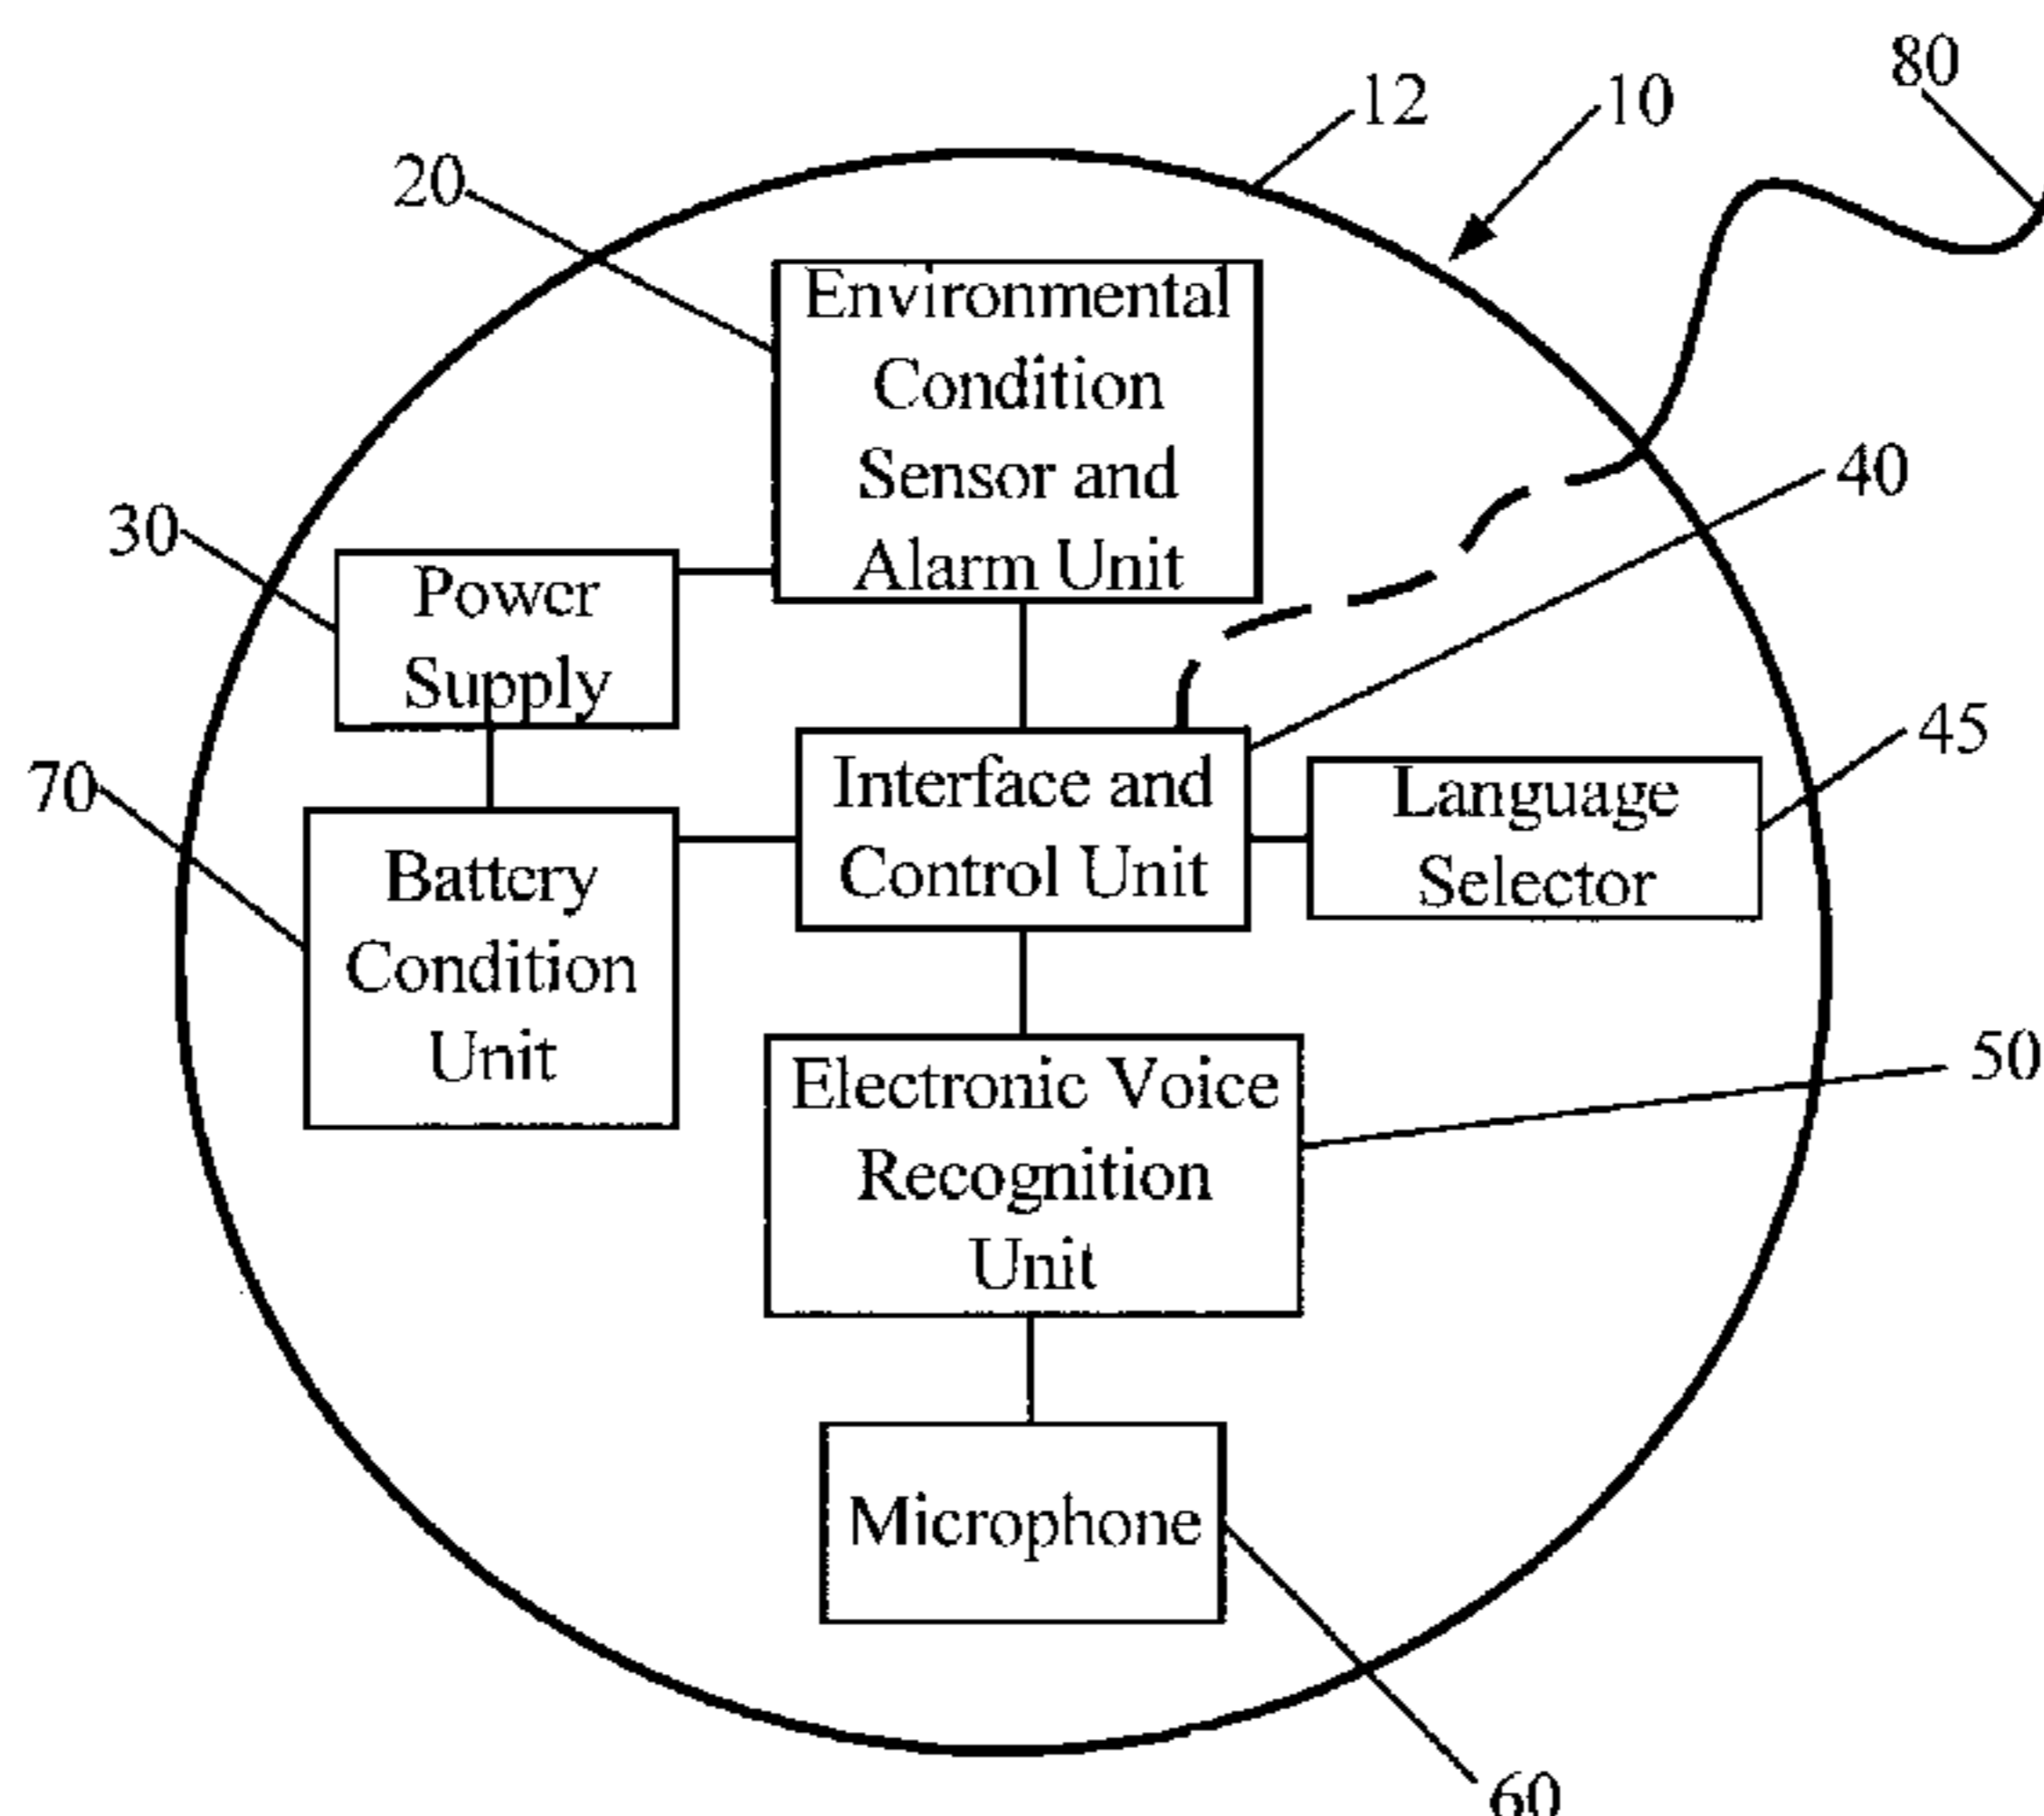 80
12
10
20
Environmental
Condition
Sensor and
Alarm Unit
40
30
Power
Supply
45
70
Interface and
Control Unit
Language
Selector
Battery
Condition
Unit
50
Electronic Voice
Recognition
Unit
Microphone
60